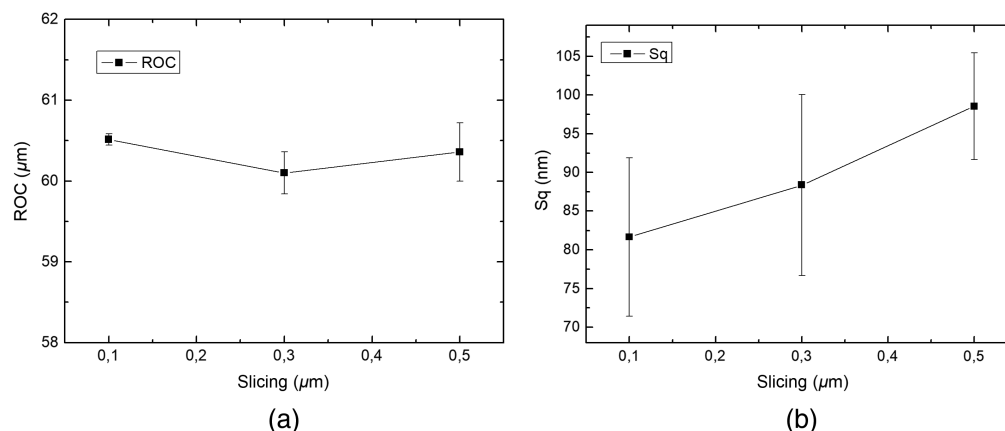 62
61
60
59
58
ROC (µm)
ROC
0,1 0,2 0,3 0,4 0,5
Slicing (µm)
(a)
105
100
95
90
85
80
75
70
Sq (nm)
Sq
0,1 0,2 0,3 0,4 0,5
Slicing (µm)
(b)